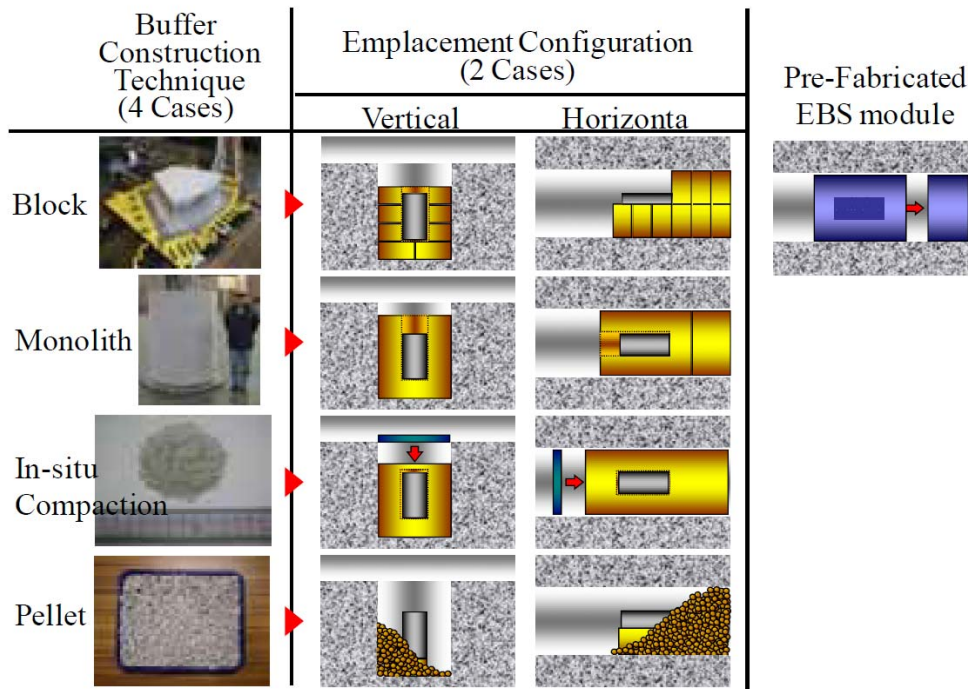 Buffer
Construction
Technique
(4 Cases)
Emplacement Configuration
(2 Cases)
Pre-Fabricated
EBS module
Vertical
Horizonta
Block
Monolith
In-situ
Compaction
Pellet